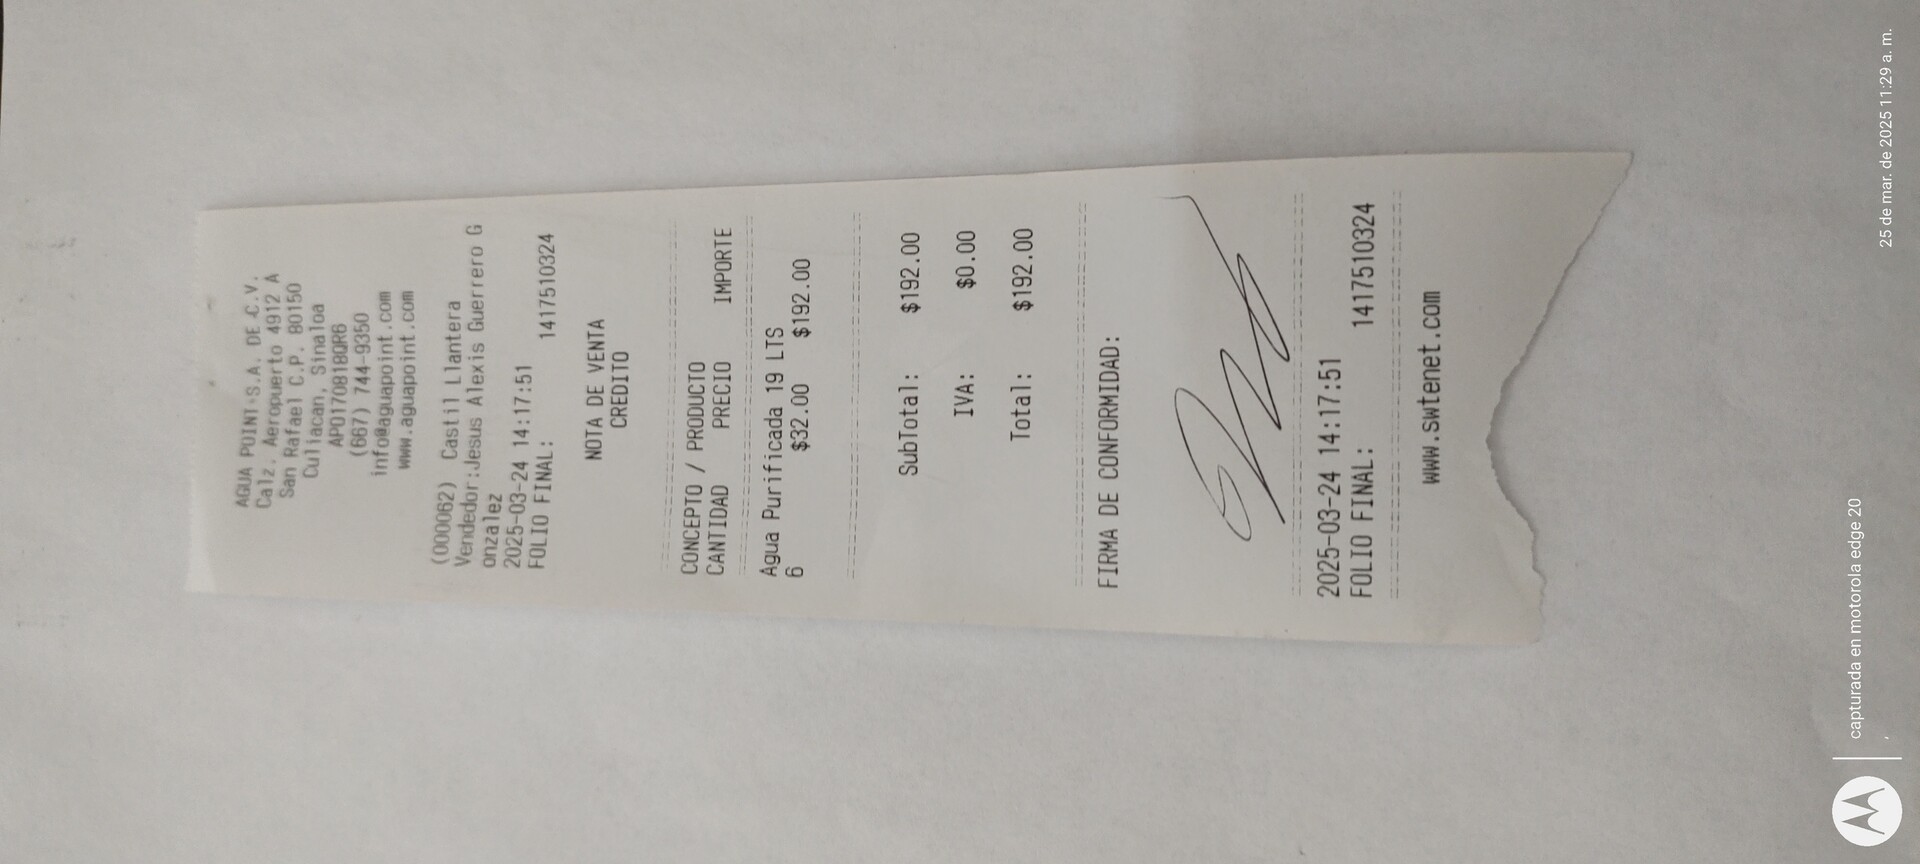 AGUA POINT S.A. DE C.V.
Calz. Aeropuerto 4912 A
San Rafael C.P. 80150
Culiacan, Sinaloa
APO170818QR6
(667) 744-9350
info@aguapoint.com
www.aguapoint.com
(000062) Castil Llantera
Vendedor:Jesus Alexis Guerrero G
onzalez
2025-03-24 14:17:51
FOLIO FINAL: 1417510324
NOTA DE VENTA
CREDITO
CONCEPTO / PRODUCTO
CANTIDAD PRECIO IMPORTE
Agua Purificada 19 LTS
6 $32.00 $192.00
SubTotal: $192.00
IVA: $0.00
Total: $192.00
FIRMA DE CONFORMIDAD:
2025-03-24 14:17:51
FOLIO FINAL: 1417510324
www.swtenet.com
capturada en motorola edge 20
25 de mar. de 2025 11:29 a. m.